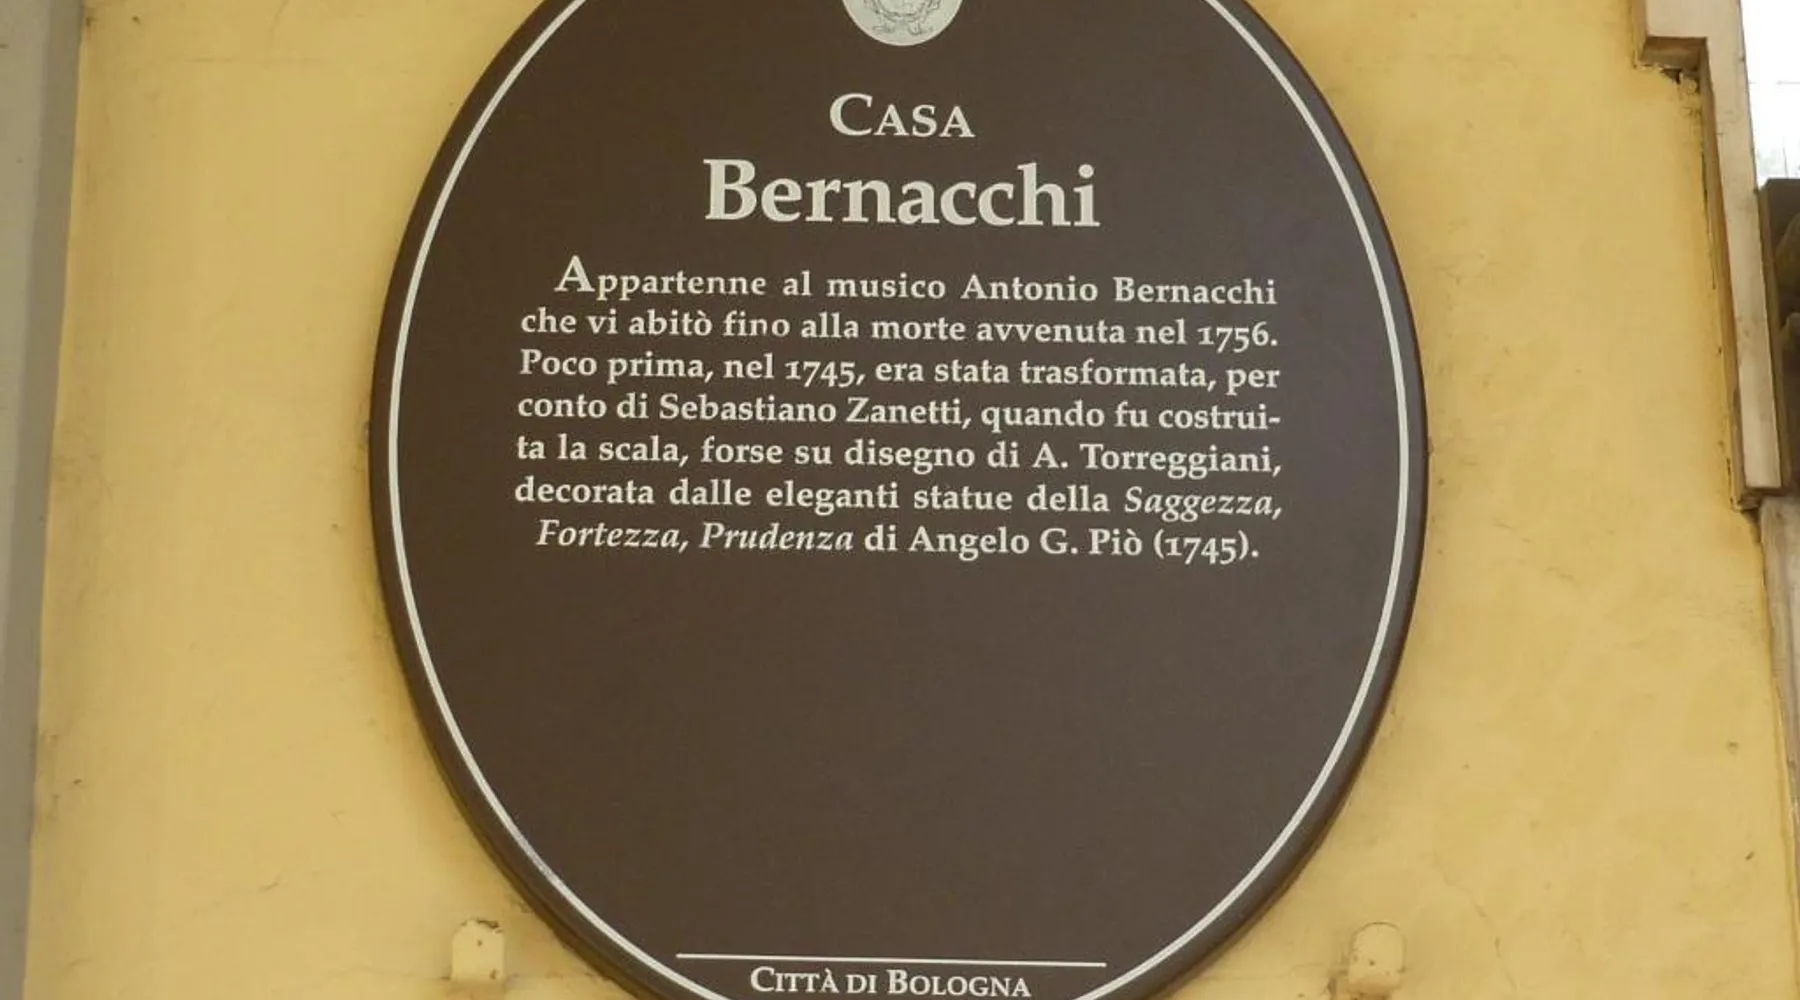 CASA
Bernacchi
Appartenne al musico Antonio Bernacchi
che vi abitò fino alla morte avvenuta nel 1756.
Poco prima, nel 1745, era stata trasformata, per
conto di Sebastiano Zanetti, quando fu costrui-
ta la scala, forse su disegno di A. Torreggiani,
decorata dalle eleganti statue della Saggezza,
Fortezza, Prudenza di Angelo G. Piò (1745).
CITTÀ DI BOLOGNA